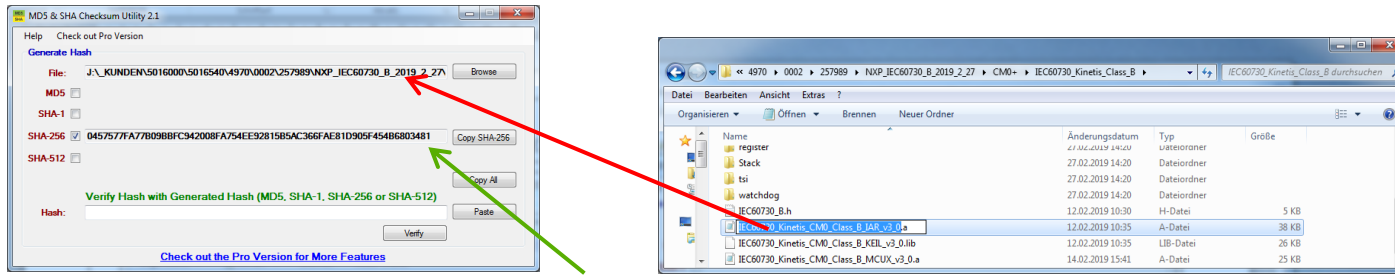 MD5 & SHA Checksum Utility 2.1
Help Check out Pro Version
Generate Hash
File: J:\_KUNDEN\5016000\5016540\4970\0002\257989\NXP_IEC60730_B_2019_2_27\ Browse
MD5
SHA-1
SHA-256 0457577FA77B09BBFC942008FA754EE92815B5AC366FAE81D905F454B6803481 Copy SHA-256
SHA-512
Copy All
Verify Hash with Generated Hash (MD5, SHA-1, SHA-256 or SHA-512)
Hash: Paste
Verify
Check out the Pro Version for More Features
« 4970 ▸ 0002 ▸ 257989 ▸ NXP_IEC60730_B_2019_2_27 ▸ CM0+ ▸ IEC60730_Kinetis_Class_B ▸ IEC60730_Kinetis_Class_B durchsuchen
Datei Bearbeiten Ansicht Extras ?
Organisieren Öffnen Brennen Neuer Ordner
Name Änderungsdatum Typ Größe
register 27.02.2019 14:20 Dateiordner
Stack 27.02.2019 14:20 Dateiordner
tsi 27.02.2019 14:20 Dateiordner
watchdog 27.02.2019 14:20 Dateiordner
IEC60730_B.h 12.02.2019 10:30 H-Datei 5 KB
IEC60730_Kinetis_CM0_Class_B_IAR_v3_0.a 12.02.2019 10:35 A-Datei 38 KB
IEC60730_Kinetis_CM0_Class_B_KEIL_v3_0.lib 12.02.2019 10:35 LIB-Datei 26 KB
IEC60730_Kinetis_CM0_Class_B_MCUX_v3_0.a 14.02.2019 15:41 A-Datei 25 KB